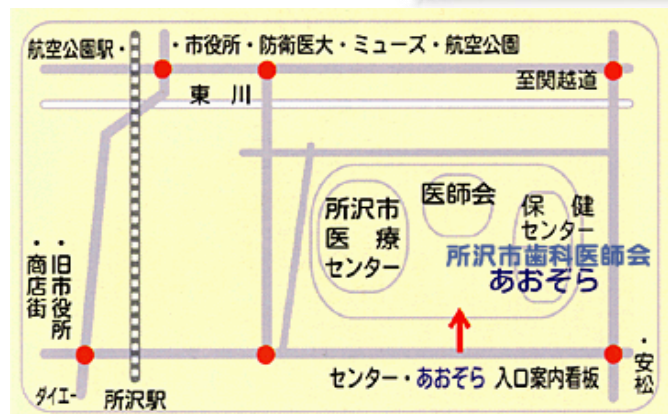 航空公園駅・
・市役所・防衛医大・ミューズ・航空公園
至関越道
東川
所沢市
医療
センター
医師会
保健
センター
所沢市歯科医師会
あおぞら
・旧市役所
・商店街
・安松
センター・あおぞら 入口案内看板
ダイエー
所沢駅